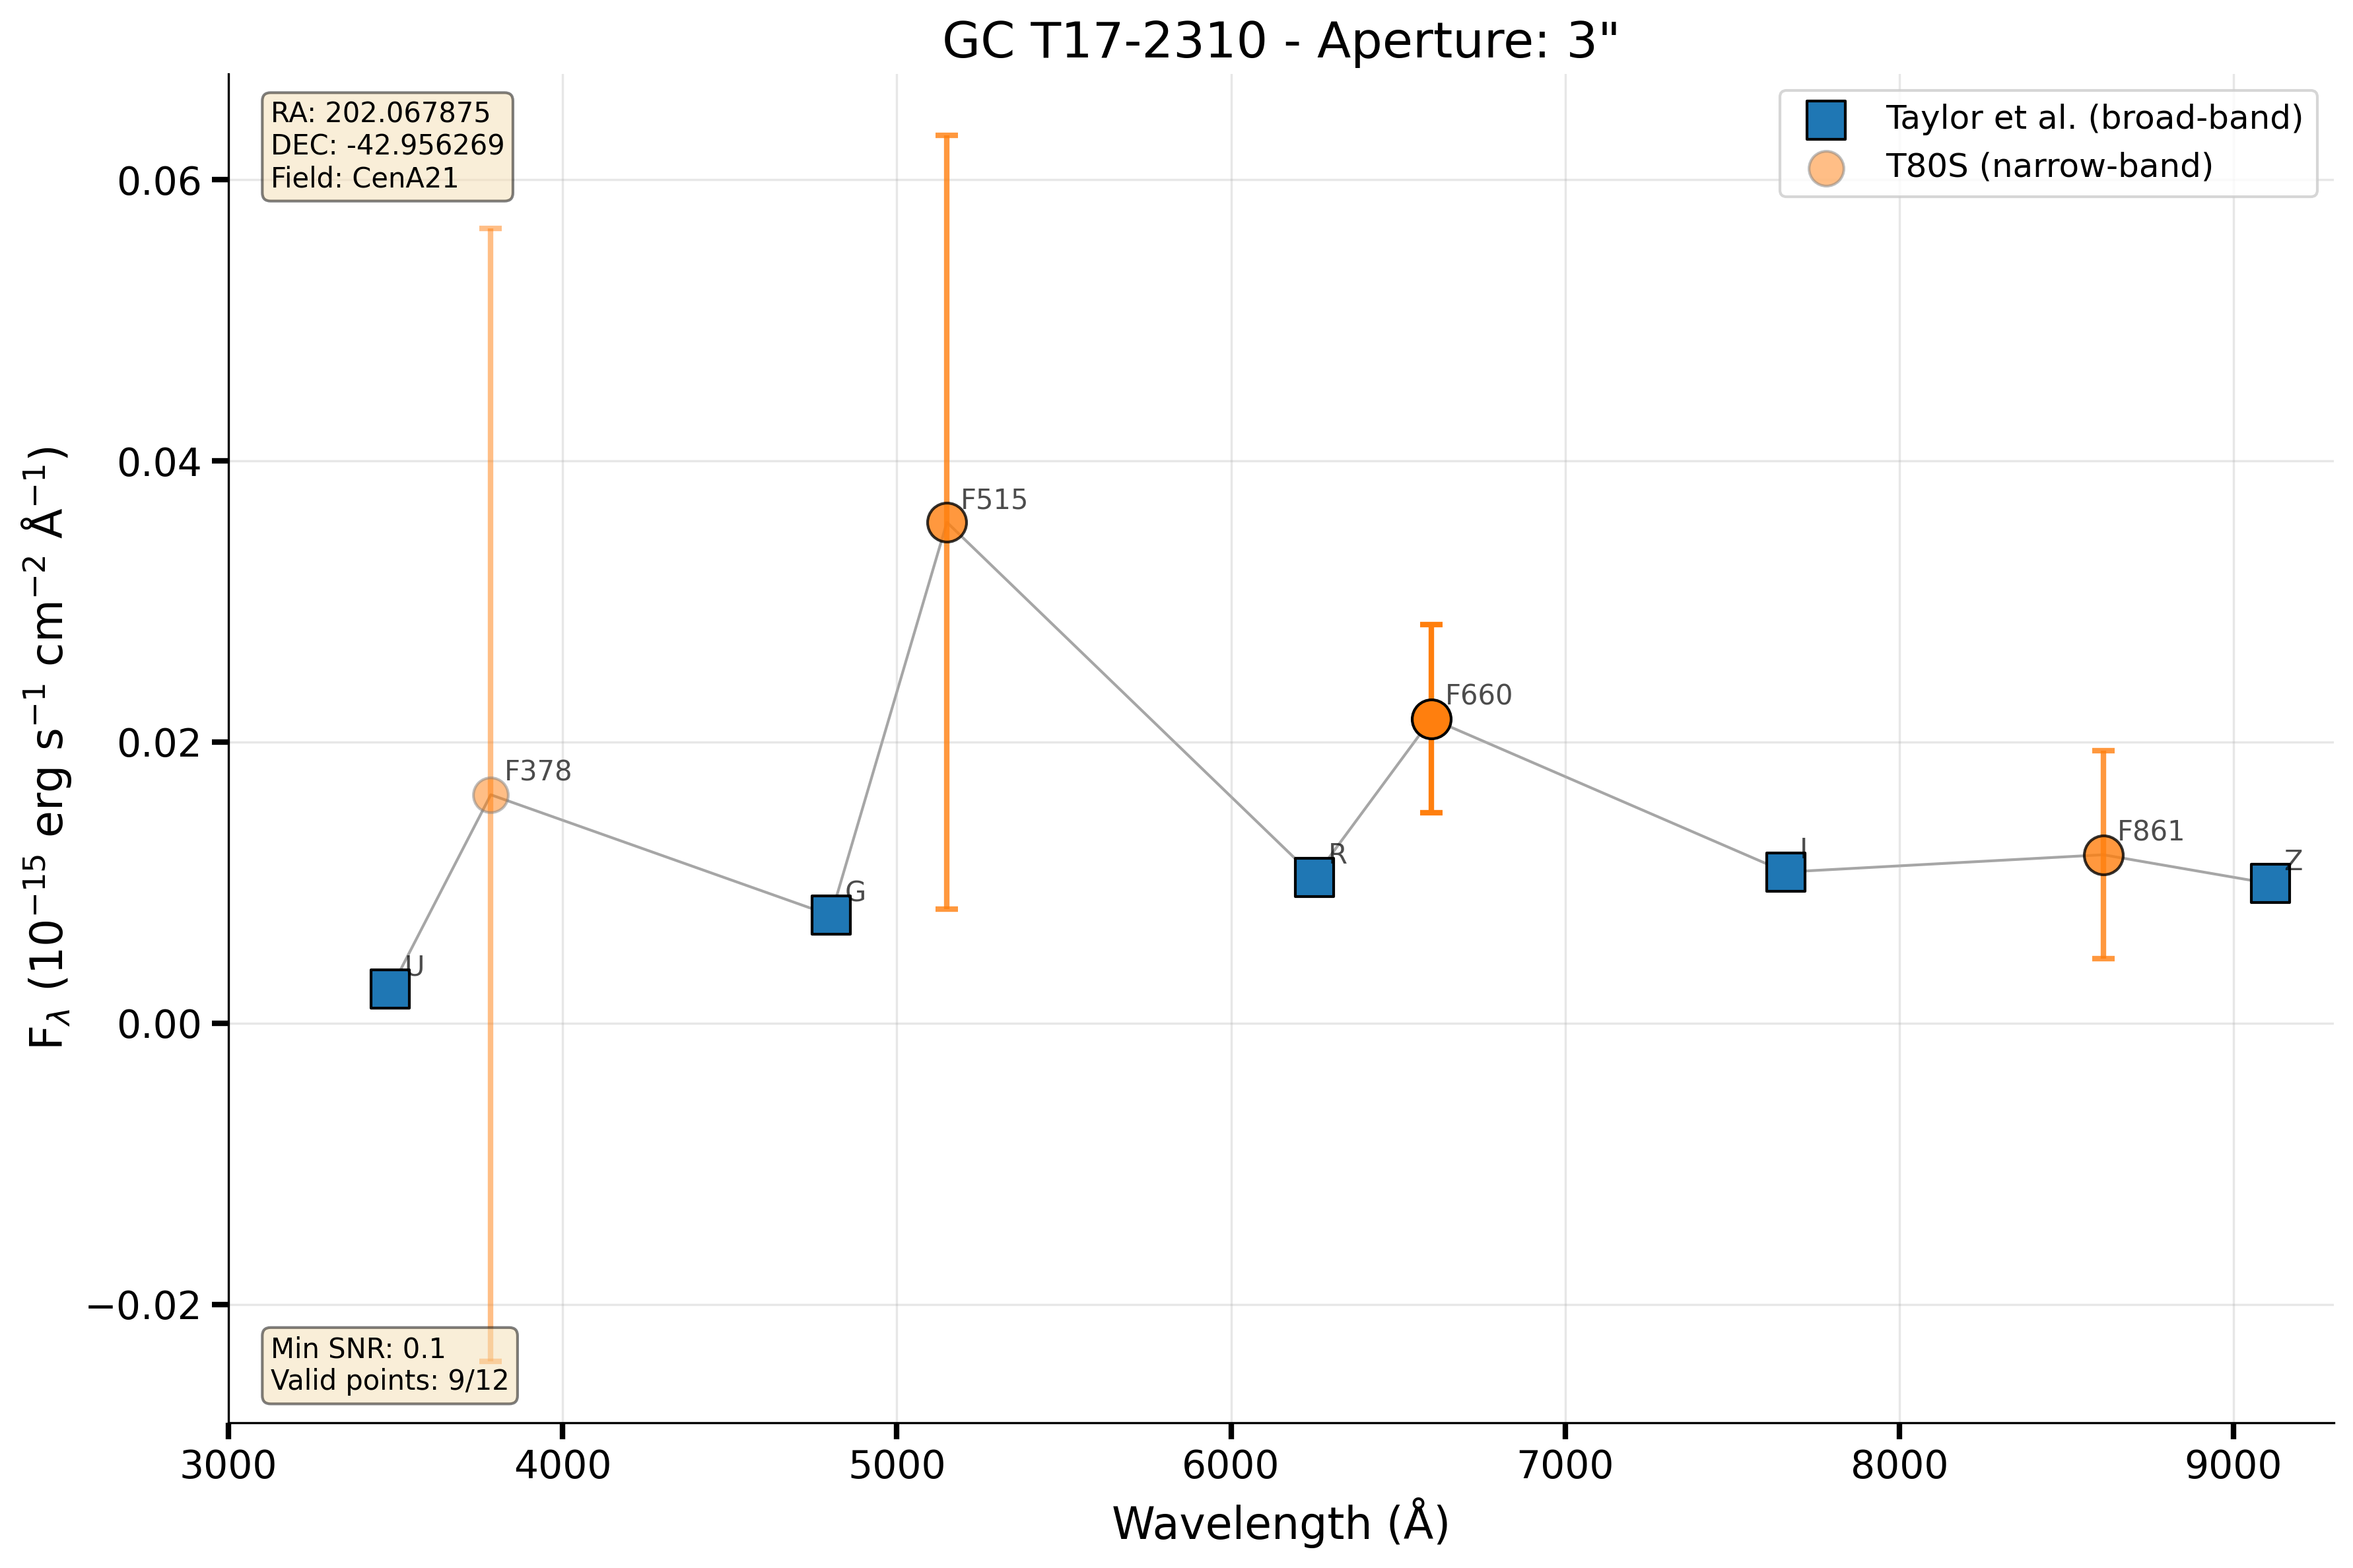 GC T17-2310 - Aperture: 3"
RA: 202.067875
DEC: -42.956269
Field: CenA21
Taylor et al. (broad-band)
T80S (narrow-band)
0.06
0.04
0.02
0.00
−0.02
F515
F660
F378
F861
R
I
Z
G
U
Min SNR: 0.1
Valid points: 9/12
3000 4000 5000 6000 7000 8000 9000
Wavelength (Å)
Fλ (10⁻¹⁵ erg s⁻¹ cm⁻² Å⁻¹)